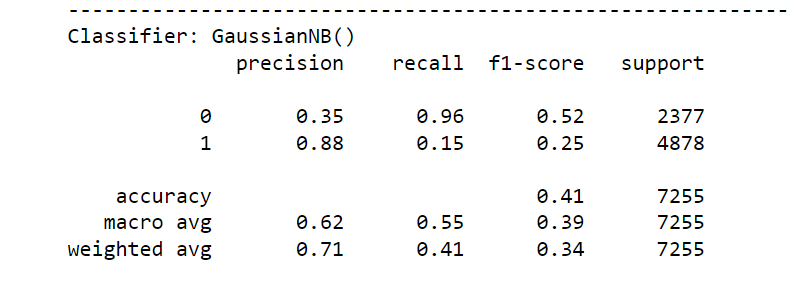 ------------------------------------------------------------
Classifier: GaussianNB()
precision recall f1-score support
0 0.35 0.96 0.52 2377
1 0.88 0.15 0.25 4878
accuracy 0.41 7255
macro avg 0.62 0.55 0.39 7255
weighted avg 0.71 0.41 0.34 7255